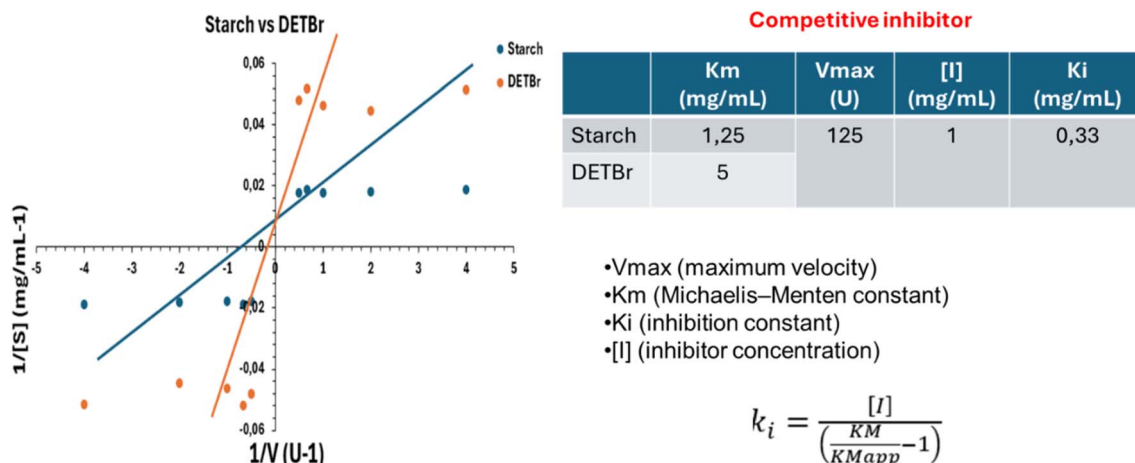 Starch vs DETBr
Starch
DETBr
0,06
0,04
0,02
0
-0,02
-0,04
-0,06
-5 -4 -3 -2 -1 0 1 2 3 4 5
1/[S] (mg/mL-1)
1/V (U-1)
Competitive inhibitor
Km (mg/mL) Vmax (U) [I] (mg/mL) Ki (mg/mL)
Starch 1,25 125 1 0,33
DETBr 5
•Vmax (maximum velocity)
•Km (Michaelis–Menten constant)
•Ki (inhibition constant)
•[I] (inhibitor concentration)
k_i = [I] / (KM / KMapp − 1)